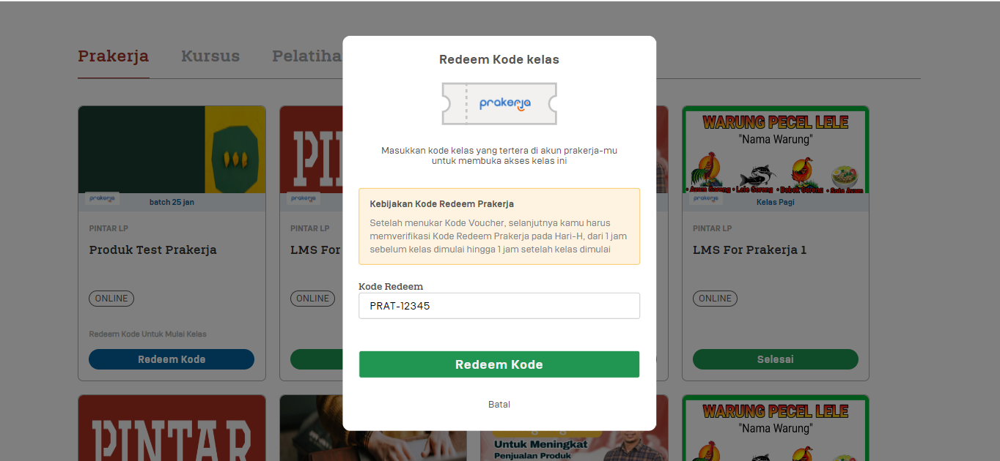 Prakerja Kursus
Redeem Kode kelas
prakerja
Masukkan kode kelas yang tertera di akun prakerja-mu
untuk membuka akses kelas ini
Kebijakan Kode Redeem Prakerja
Setelah menukar Kode Voucher, selanjutnya kamu harus
memverifikasi Kode Redeem Prakerja pada Hari-H, dari 1 jam
sebelum kelas dimulai hingga 1 jam setelah kelas dimulai
Kode Redeem
PRAT-12345
Redeem Kode
Batal
prakerja
batch 25 jan
PINTAR LP
Produk Test Prakerja
ONLINE
Redeem Kode Untuk Mulai Kelas
Redeem Kode
prakerja
PINTAR LP
LMS For
ONLINE
WARUNG PECEL LELE
"Nama Warung"
• Ayam Goreng • Lele Goreng • Bebek Goreng • Soto Ayam
prakerja
Kelas Pagi
PINTAR LP
LMS For Prakerja 1
ONLINE
Selesai
PINTAR
Untuk Meningkat
Penjualan Produk
WARUNG PECEL LELE
"Nama Warung"